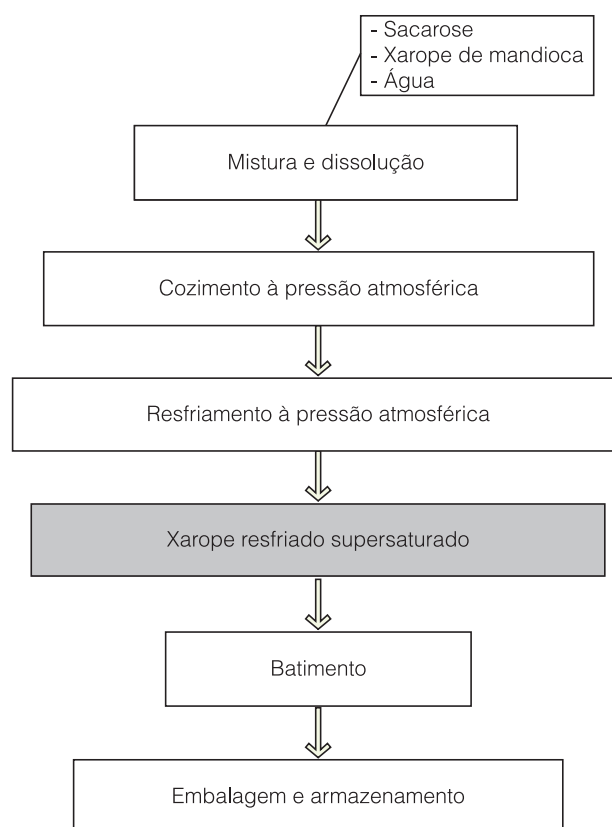 - Sacarose
- Xarope de mandioca
- Água
Mistura e dissolução
Cozimento à pressão atmosférica
Resfriamento à pressão atmosférica
Xarope resfriado supersaturado
Batimento
Embalagem e armazenamento